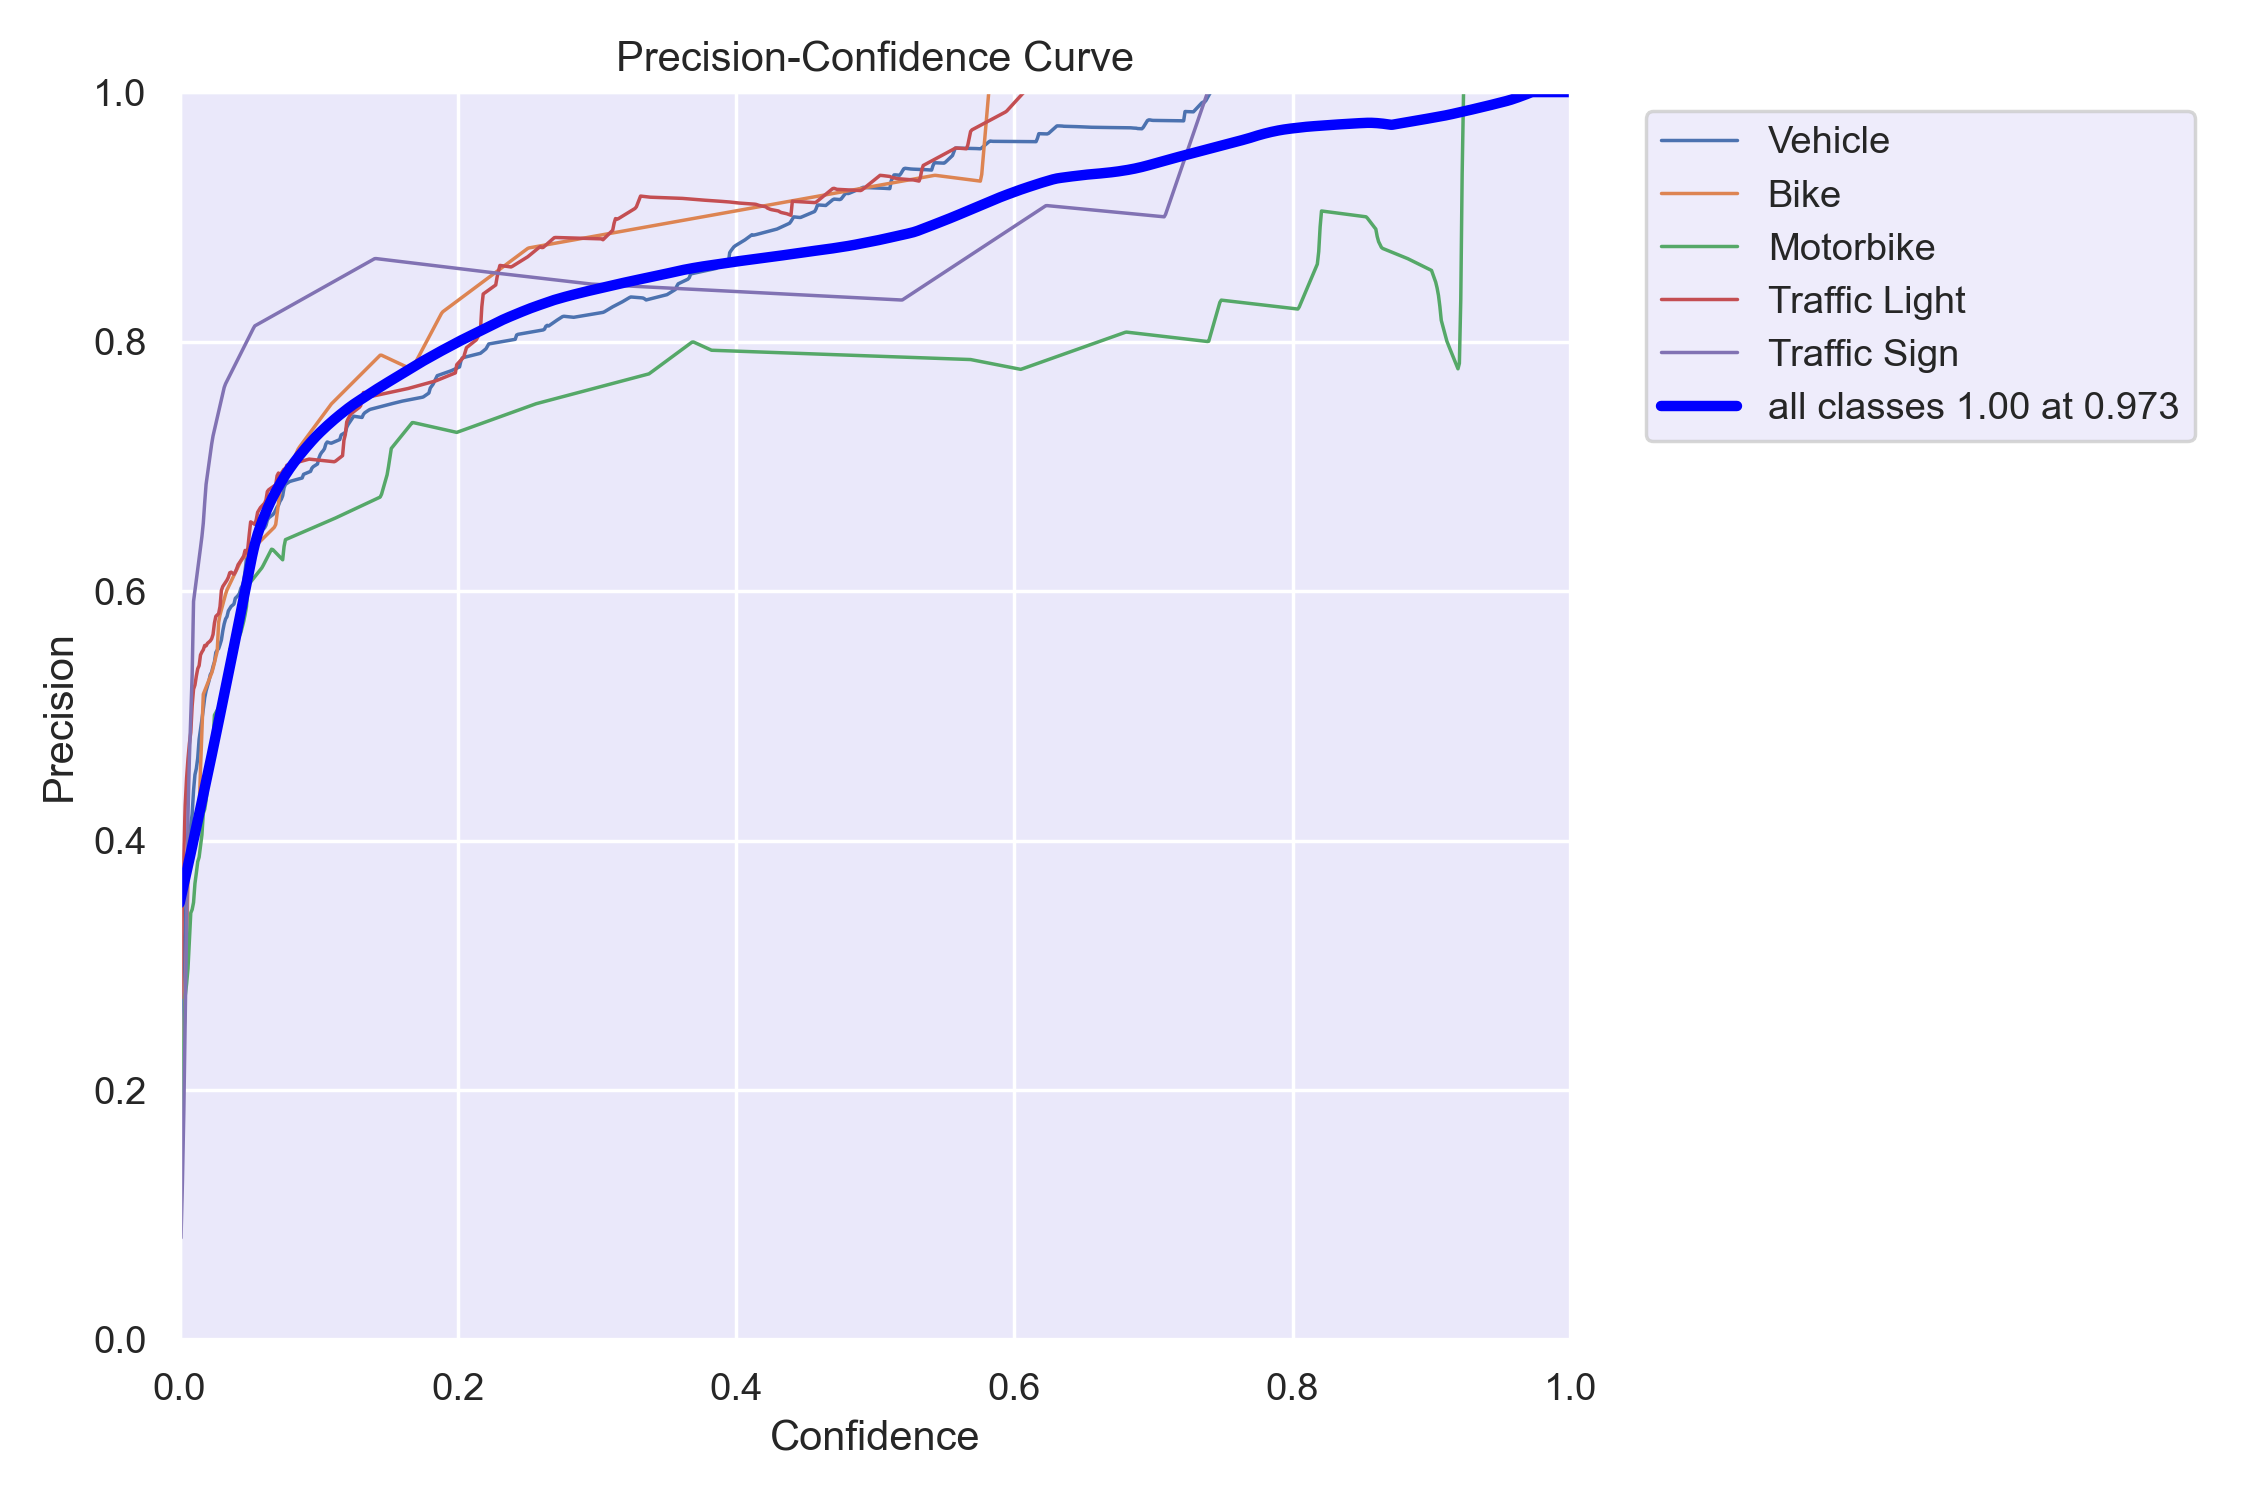 Precision-Confidence Curve
1.0
0.8
0.6
0.4
0.2
0.0
Precision
0.0 0.2 0.4 0.6 0.8 1.0
Confidence
Vehicle
Bike
Motorbike
Traffic Light
Traffic Sign
all classes 1.00 at 0.973